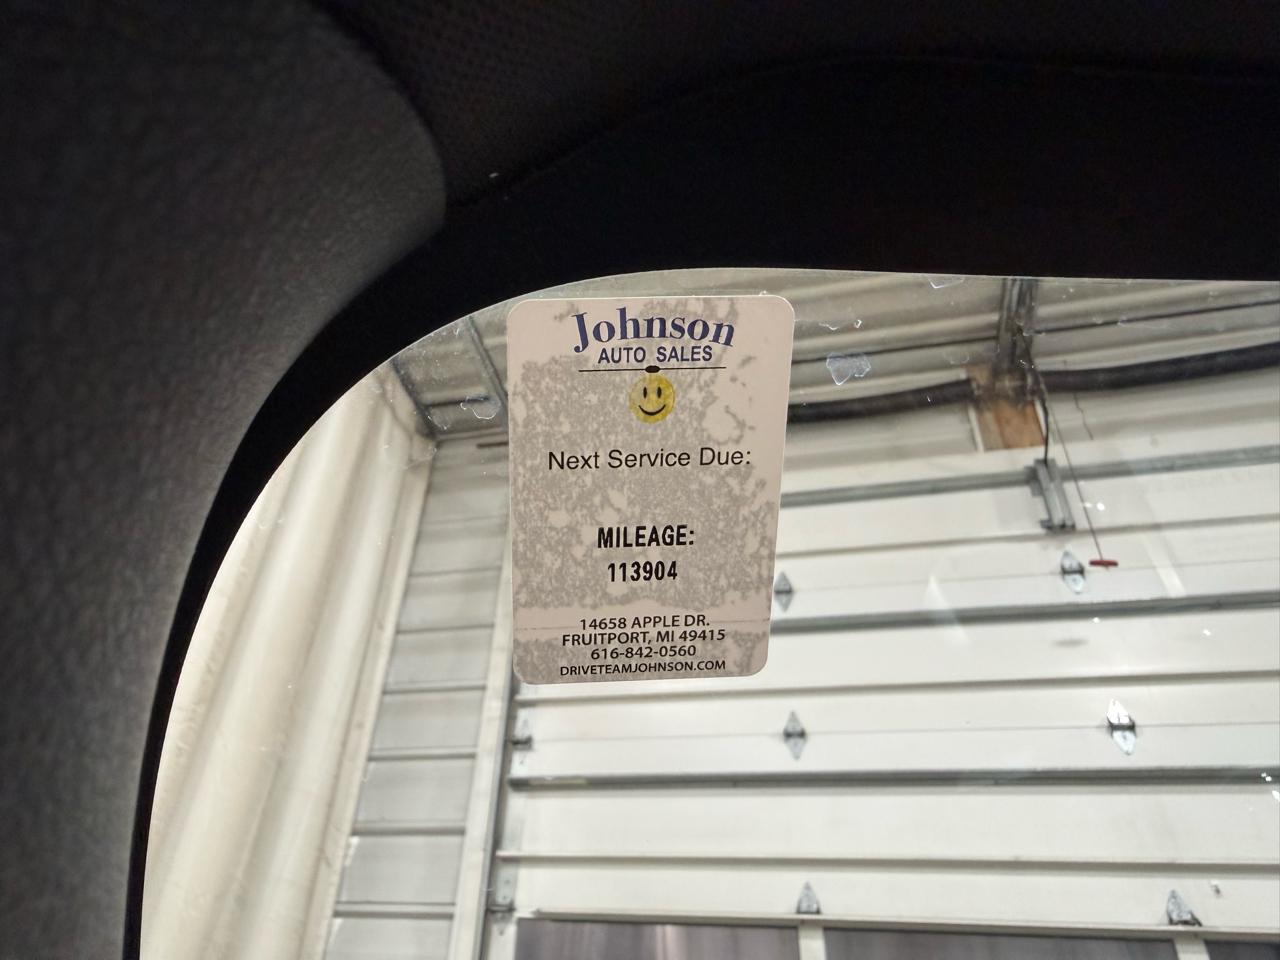 Johnson
AUTO SALES
Next Service Due:
MILEAGE:
113904
14658 APPLE DR.
FRUITPORT, MI 49415
616-842-0560
DRIVETEAMJOHNSON.COM